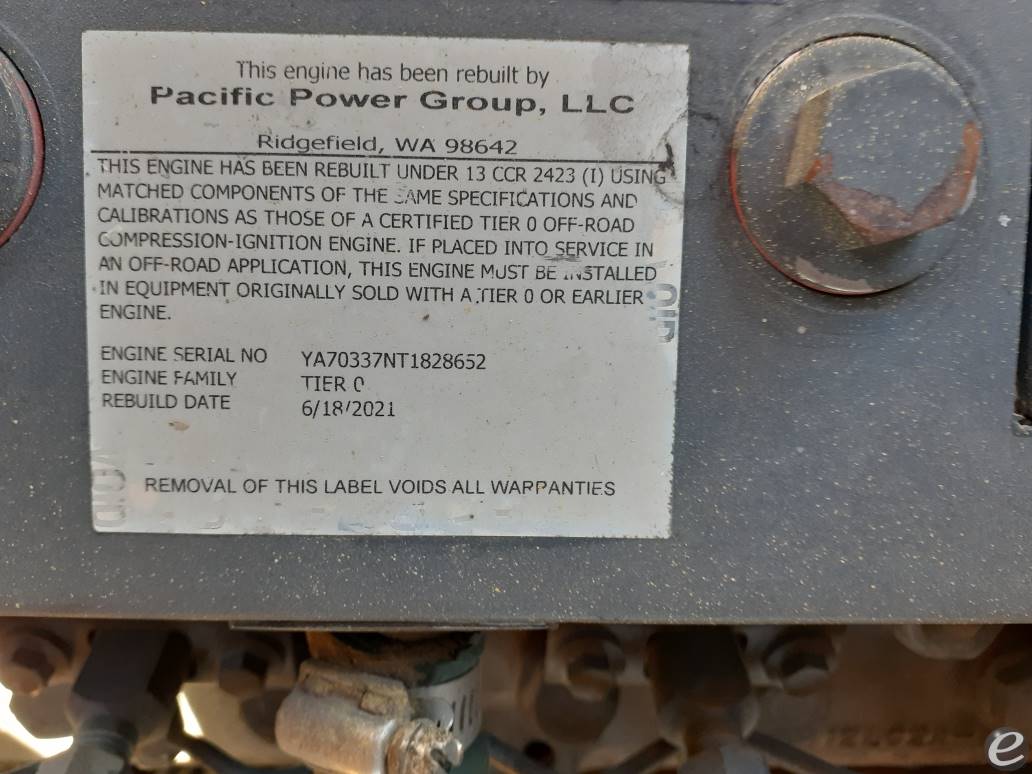 This engine has been rebuilt by
Pacific Power Group, LLC
Ridgefield, WA 98642
THIS ENGINE HAS BEEN REBUILT UNDER 13 CCR 2423 (I) USING
MATCHED COMPONENTS OF THE SAME SPECIFICATIONS AND
CALIBRATIONS AS THOSE OF A CERTIFIED TIER 0 OFF-ROAD
COMPRESSION-IGNITION ENGINE. IF PLACED INTO SERVICE IN
AN OFF-ROAD APPLICATION, THIS ENGINE MUST BE INSTALLED
IN EQUIPMENT ORIGINALLY SOLD WITH A TIER 0 OR EARLIER
ENGINE.
ENGINE SERIAL NO YA70337NT1828652
ENGINE FAMILY TIER 0
REBUILD DATE 6/18/2021
REMOVAL OF THIS LABEL VOIDS ALL WARRANTIES
VOID
e